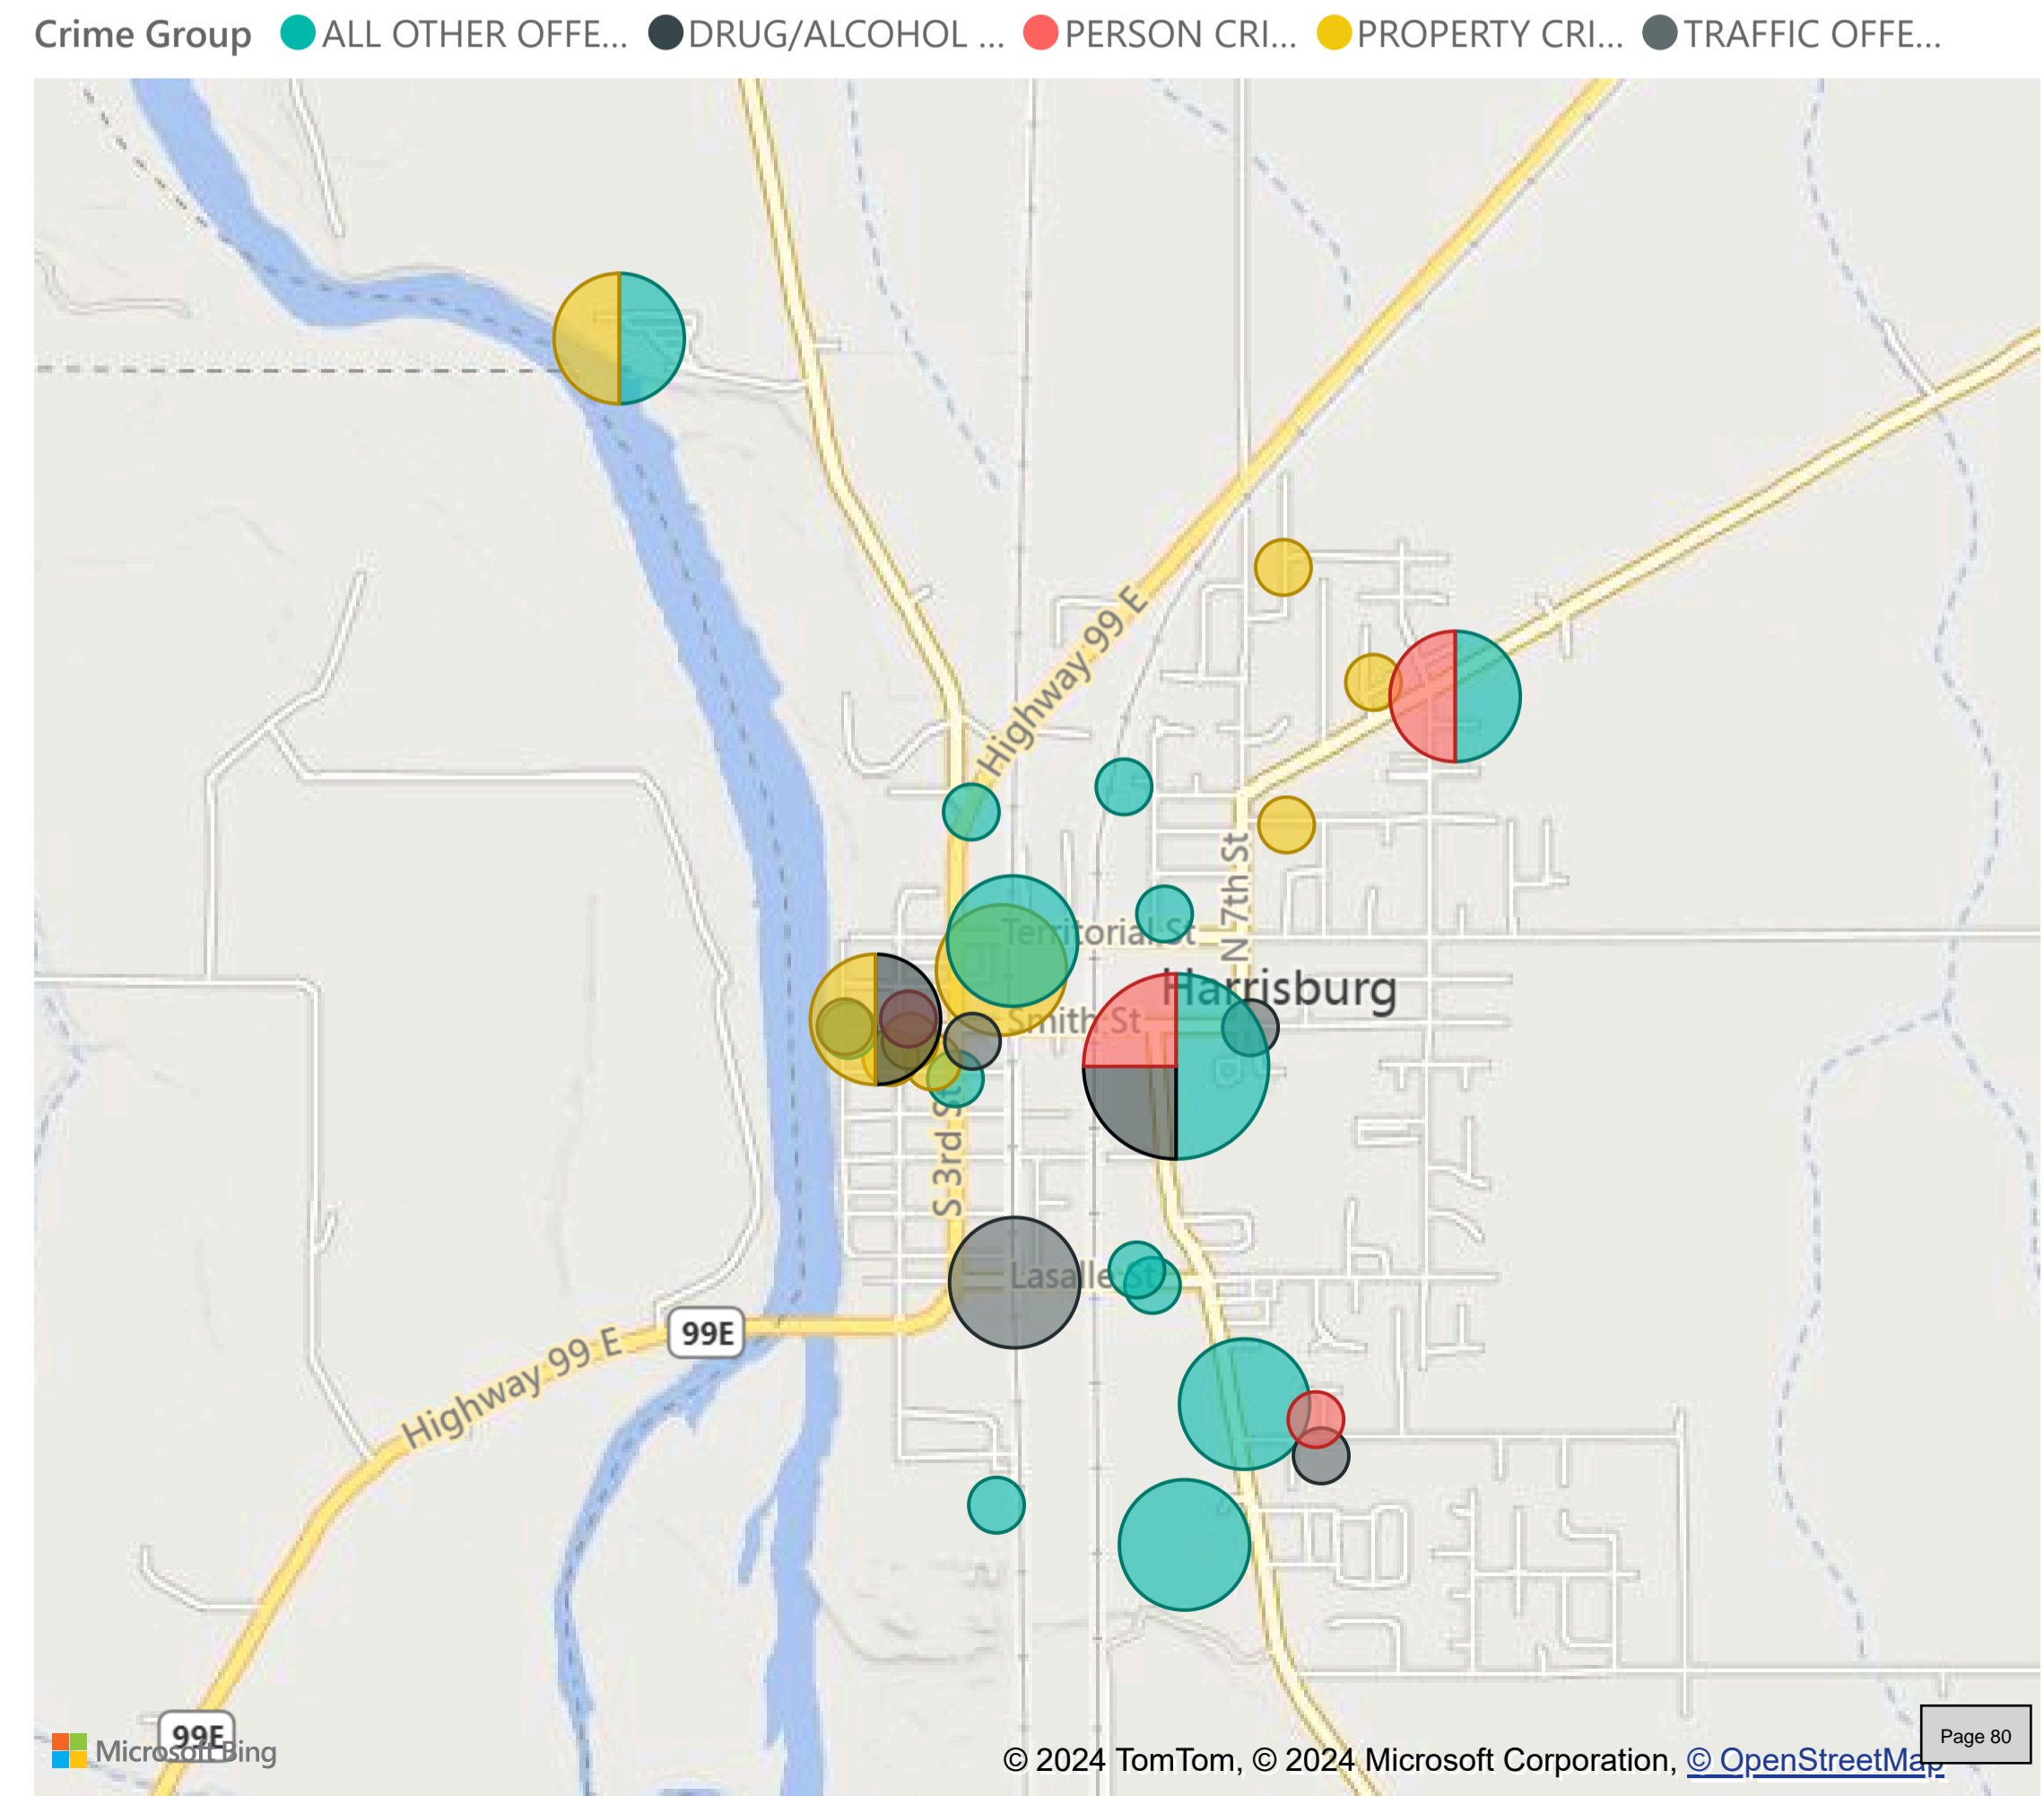 Crime Group ALL OTHER OFFE... DRUG/ALCOHOL ... PERSON CRI... PROPERTY CRI... TRAFFIC OFFE...
Highway 99 E
N 7th St
Territorial St
Harrisburg
Smith St
S 3rd St
Lasalle St
99E
Highway 99 E
99E
Microsoft Bing
Page 80
© 2024 TomTom, © 2024 Microsoft Corporation, © OpenStreetMap